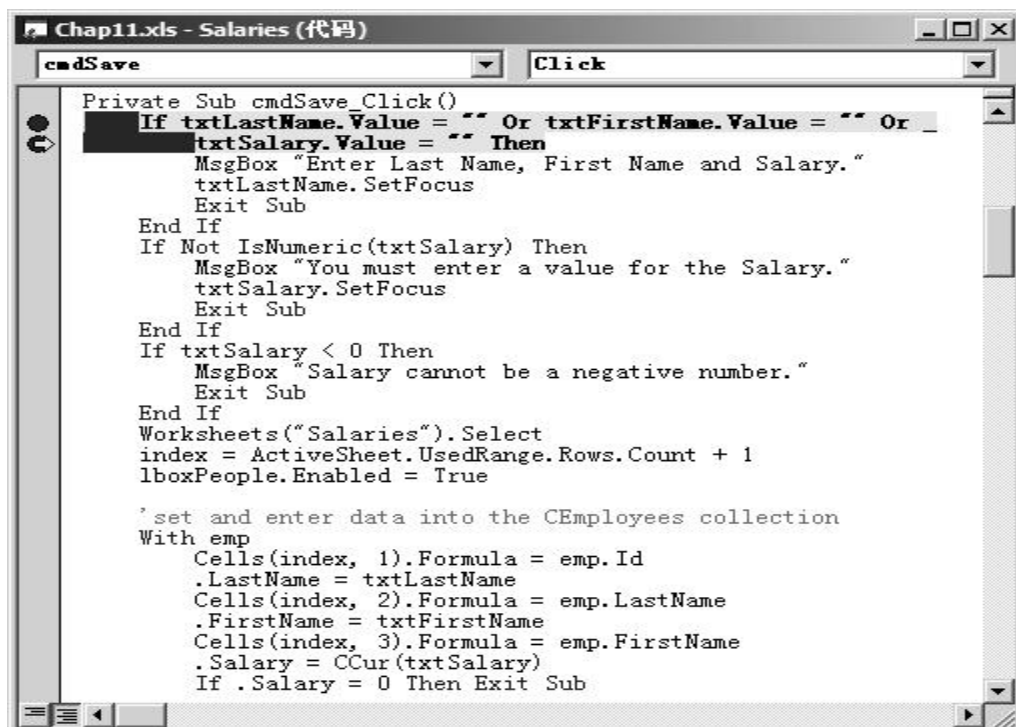 Chap11.xls - Salaries (代码)
cmdSave
Click
Private Sub cmdSave_Click()
    If txtLastName.Value = "" Or txtFirstName.Value = "" Or _
        txtSalary.Value = "" Then
        MsgBox "Enter Last Name, First Name and Salary."
        txtLastName.SetFocus
        Exit Sub
    End If
    If Not IsNumeric(txtSalary) Then
        MsgBox "You must enter a value for the Salary."
        txtSalary.SetFocus
        Exit Sub
    End If
    If txtSalary < 0 Then
        MsgBox "Salary cannot be a negative number."
        Exit Sub
    End If
    Worksheets("Salaries").Select
    index = ActiveSheet.UsedRange.Rows.Count + 1
    lboxPeople.Enabled = True
    'set and enter data into the CEmployees collection
    With emp
        Cells(index, 1).Formula = emp.Id
        .LastName = txtLastName
        Cells(index, 2).Formula = emp.LastName
        .FirstName = txtFirstName
        Cells(index, 3).Formula = emp.FirstName
        .Salary = CCur(txtSalary)
        If .Salary = 0 Then Exit Sub